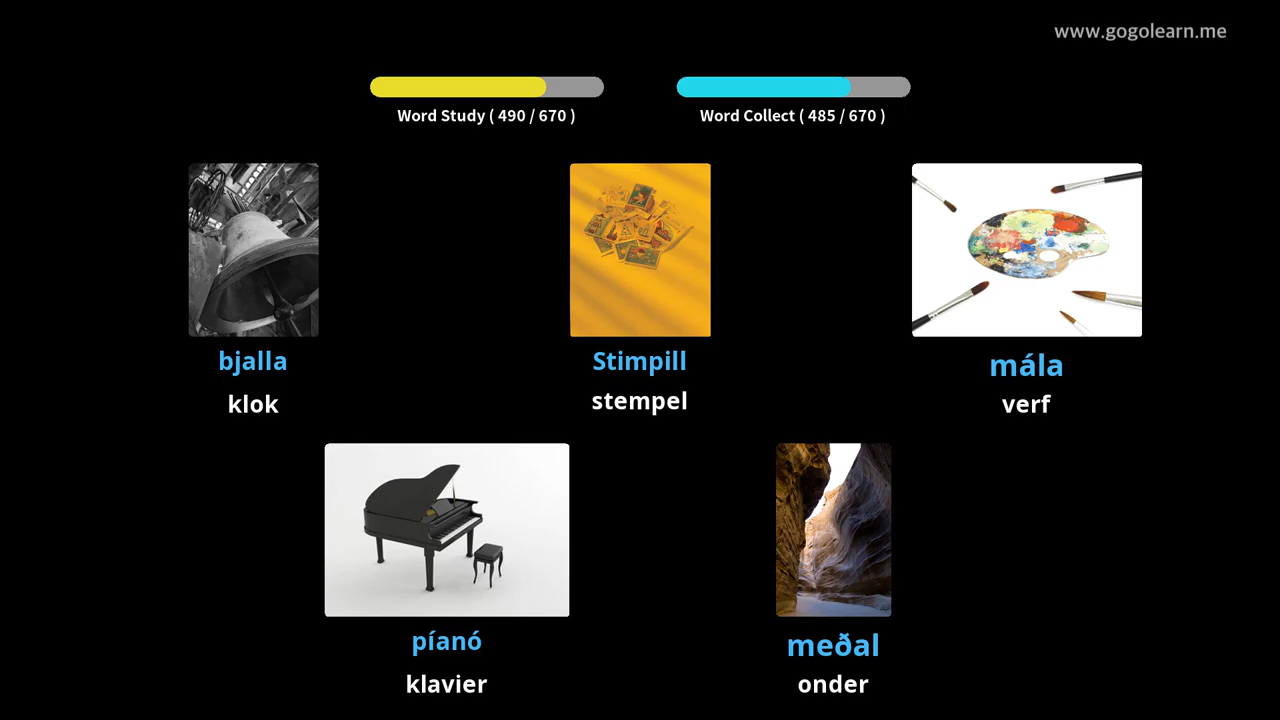 www.gogolearn.me
Word Study ( 490 / 670 )
Word Collect ( 485 / 670 )
bjalla
klok
Stimpill
stempel
mála
verf
píanó
klavier
meðal
onder